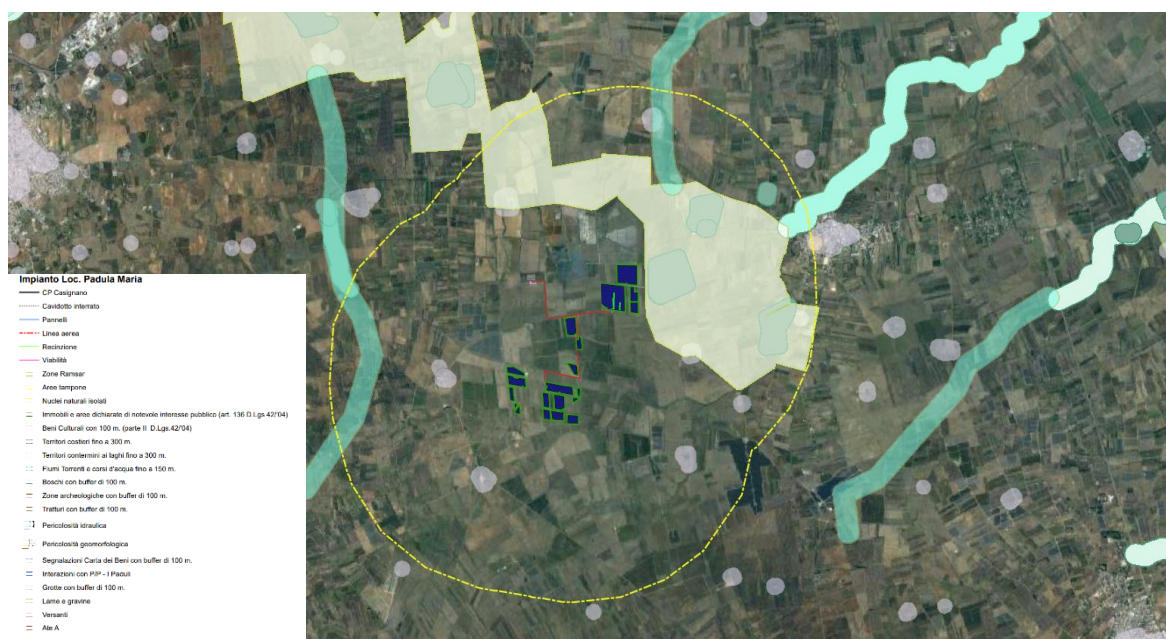 Impianto Loc. Padula Maria
CP Casignano
Cavidotto interrato
Pannelli
Linea aerea
Recinzione
Viabilità
Zone Ramsar
Aree tampone
Nuclei naturali isolati
Immobili e aree dichiarate di notevole interesse pubblico (art. 136 D.Lgs 42/'04)
Beni Culturali con 100 m. (parte II D.Lgs.42/'04)
Territori costieri fino a 300 m.
Territori contermini ai laghi fino a 300 m.
Fiumi Torrenti e corsi d'acqua fino a 150 m.
Boschi con buffer di 100 m.
Zone archeologiche con buffer di 100 m.
Tratturi con buffer di 100 m.
Pericolosità idraulica
Pericolosità geomorfologica
Segnalazioni Carta dei Beni con buffer di 100 m.
Interazioni con P/P - I Paduli
Grotte con buffer di 100 m.
Lame e gravine
Versanti
Ate A